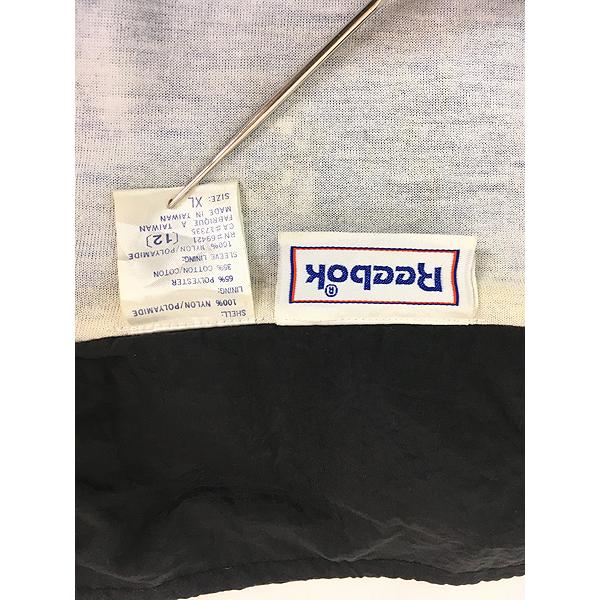 Reebok
®
SHELL:
100% NYLON/POLYAMIDE
LINING:
65% POLYESTER
35% COTTON/COTON
SLEEVE LINING:
100% NYLON/POLYAMIDE
RN#69421 (12)
CA#17335
FABRIQUE A TAIWAN
MADE IN TAIWAN
SIZE: XL